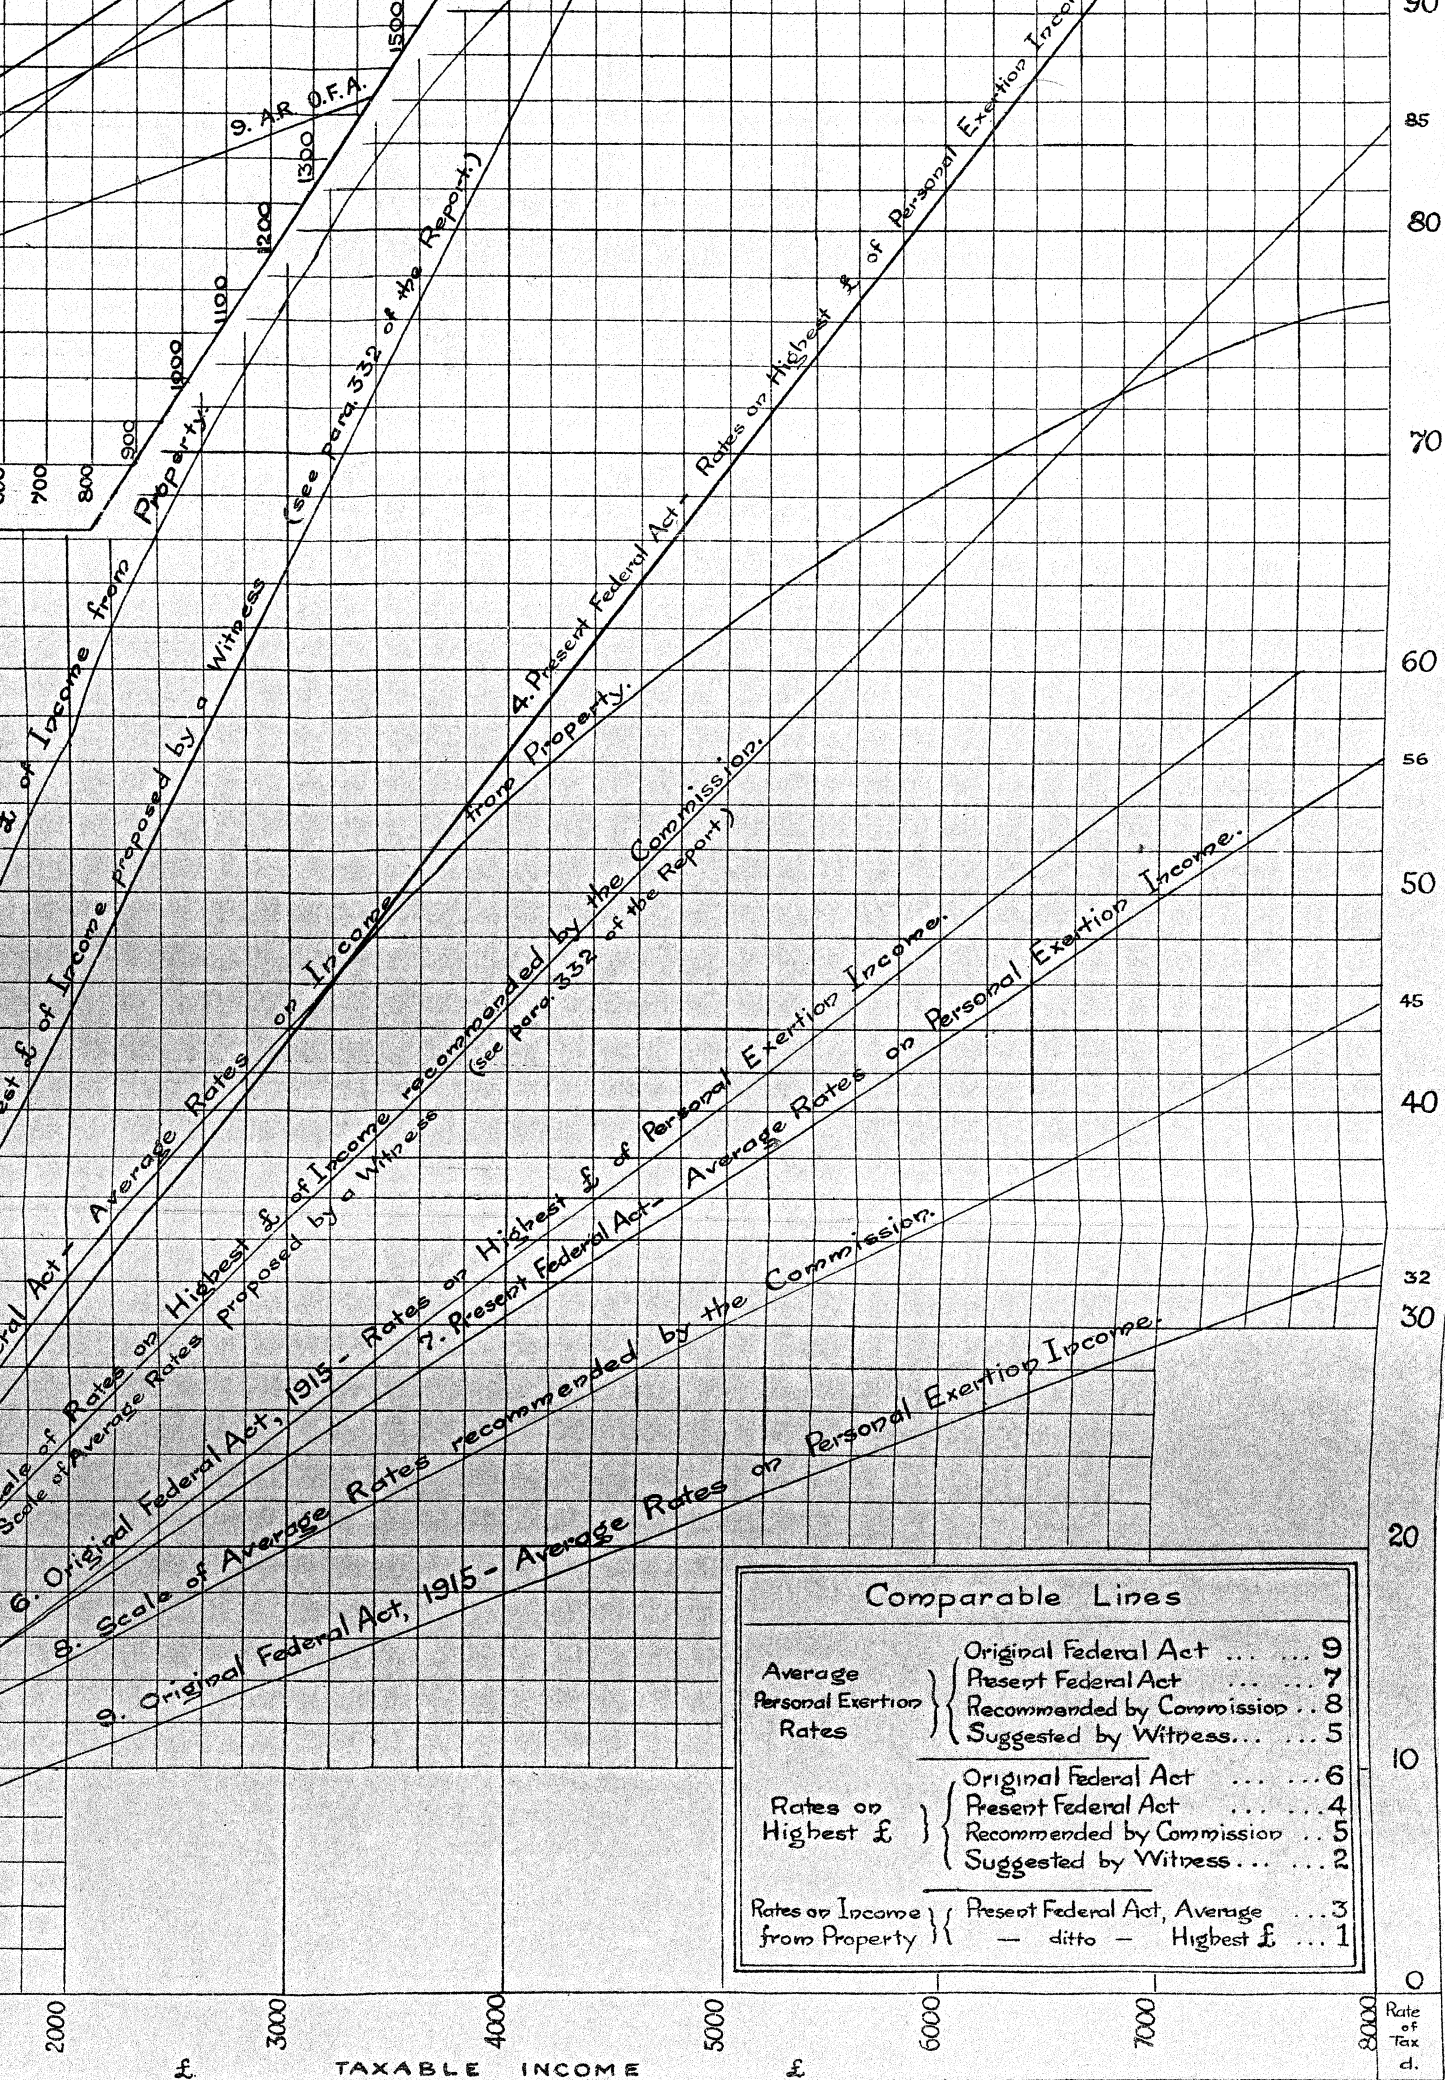 90
85
80
70
60
56
50
45
40
32
30
20
10
0
Rate
of
Tax
d.
1500
1300
1200
1100
1000
900
800
700
9. A.R. O.F.A.
£ of Income from Property.
£ of Income proposed by a Witness (see para. 332 of the Report.)
4. Present Federal Act - Rates on Highest £ of Personal Exertion
Act - Average Rates on Income from Property.
Rates on Highest £ of Income recommended by the Commission.
Scale of Average Rates proposed by a Witness (see para. 332 of the Report)
6. Original Federal Act, 1915 - Rates on Highest £ of Personal Exertion Income.
7. Present Federal Act - Average Rates on Personal Exertion Income.
8. Scale of Average Rates recommended by the Commission.
9. Original Federal Act, 1915 - Average Rates on Personal Exertion Income.
Comparable Lines
Average
Personal Exertion
Rates
Original Federal Act ... ... 9
Present Federal Act ... ... 7
Recommended by Commission .. 8
Suggested by Witness... ... 5
Rates on
Highest £
Original Federal Act ... ... 6
Present Federal Act ... ... 4
Recommended by Commission .. 5
Suggested by Witness... ... 2
Rates on Income
from Property
Present Federal Act, Average ... 3
— ditto — Highest £ ... 1
2000 3000 4000 5000 6000 7000 8000
£ TAXABLE INCOME £